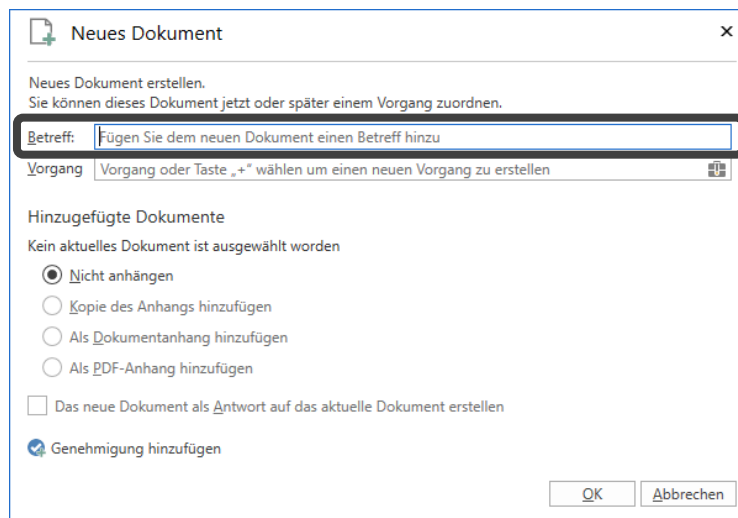 Neues Dokument
Neues Dokument erstellen.
Sie können dieses Dokument jetzt oder später einem Vorgang zuordnen.
Betreff: Fügen Sie dem neuen Dokument einen Betreff hinzu
Vorgang Vorgang oder Taste „+“ wählen um einen neuen Vorgang zu erstellen
Hinzugefügte Dokumente
Kein aktuelles Dokument ist ausgewählt worden
Nicht anhängen
Kopie des Anhangs hinzufügen
Als Dokumentanhang hinzufügen
Als PDF-Anhang hinzufügen
Das neue Dokument als Antwort auf das aktuelle Dokument erstellen
Genehmigung hinzufügen
OK Abbrechen